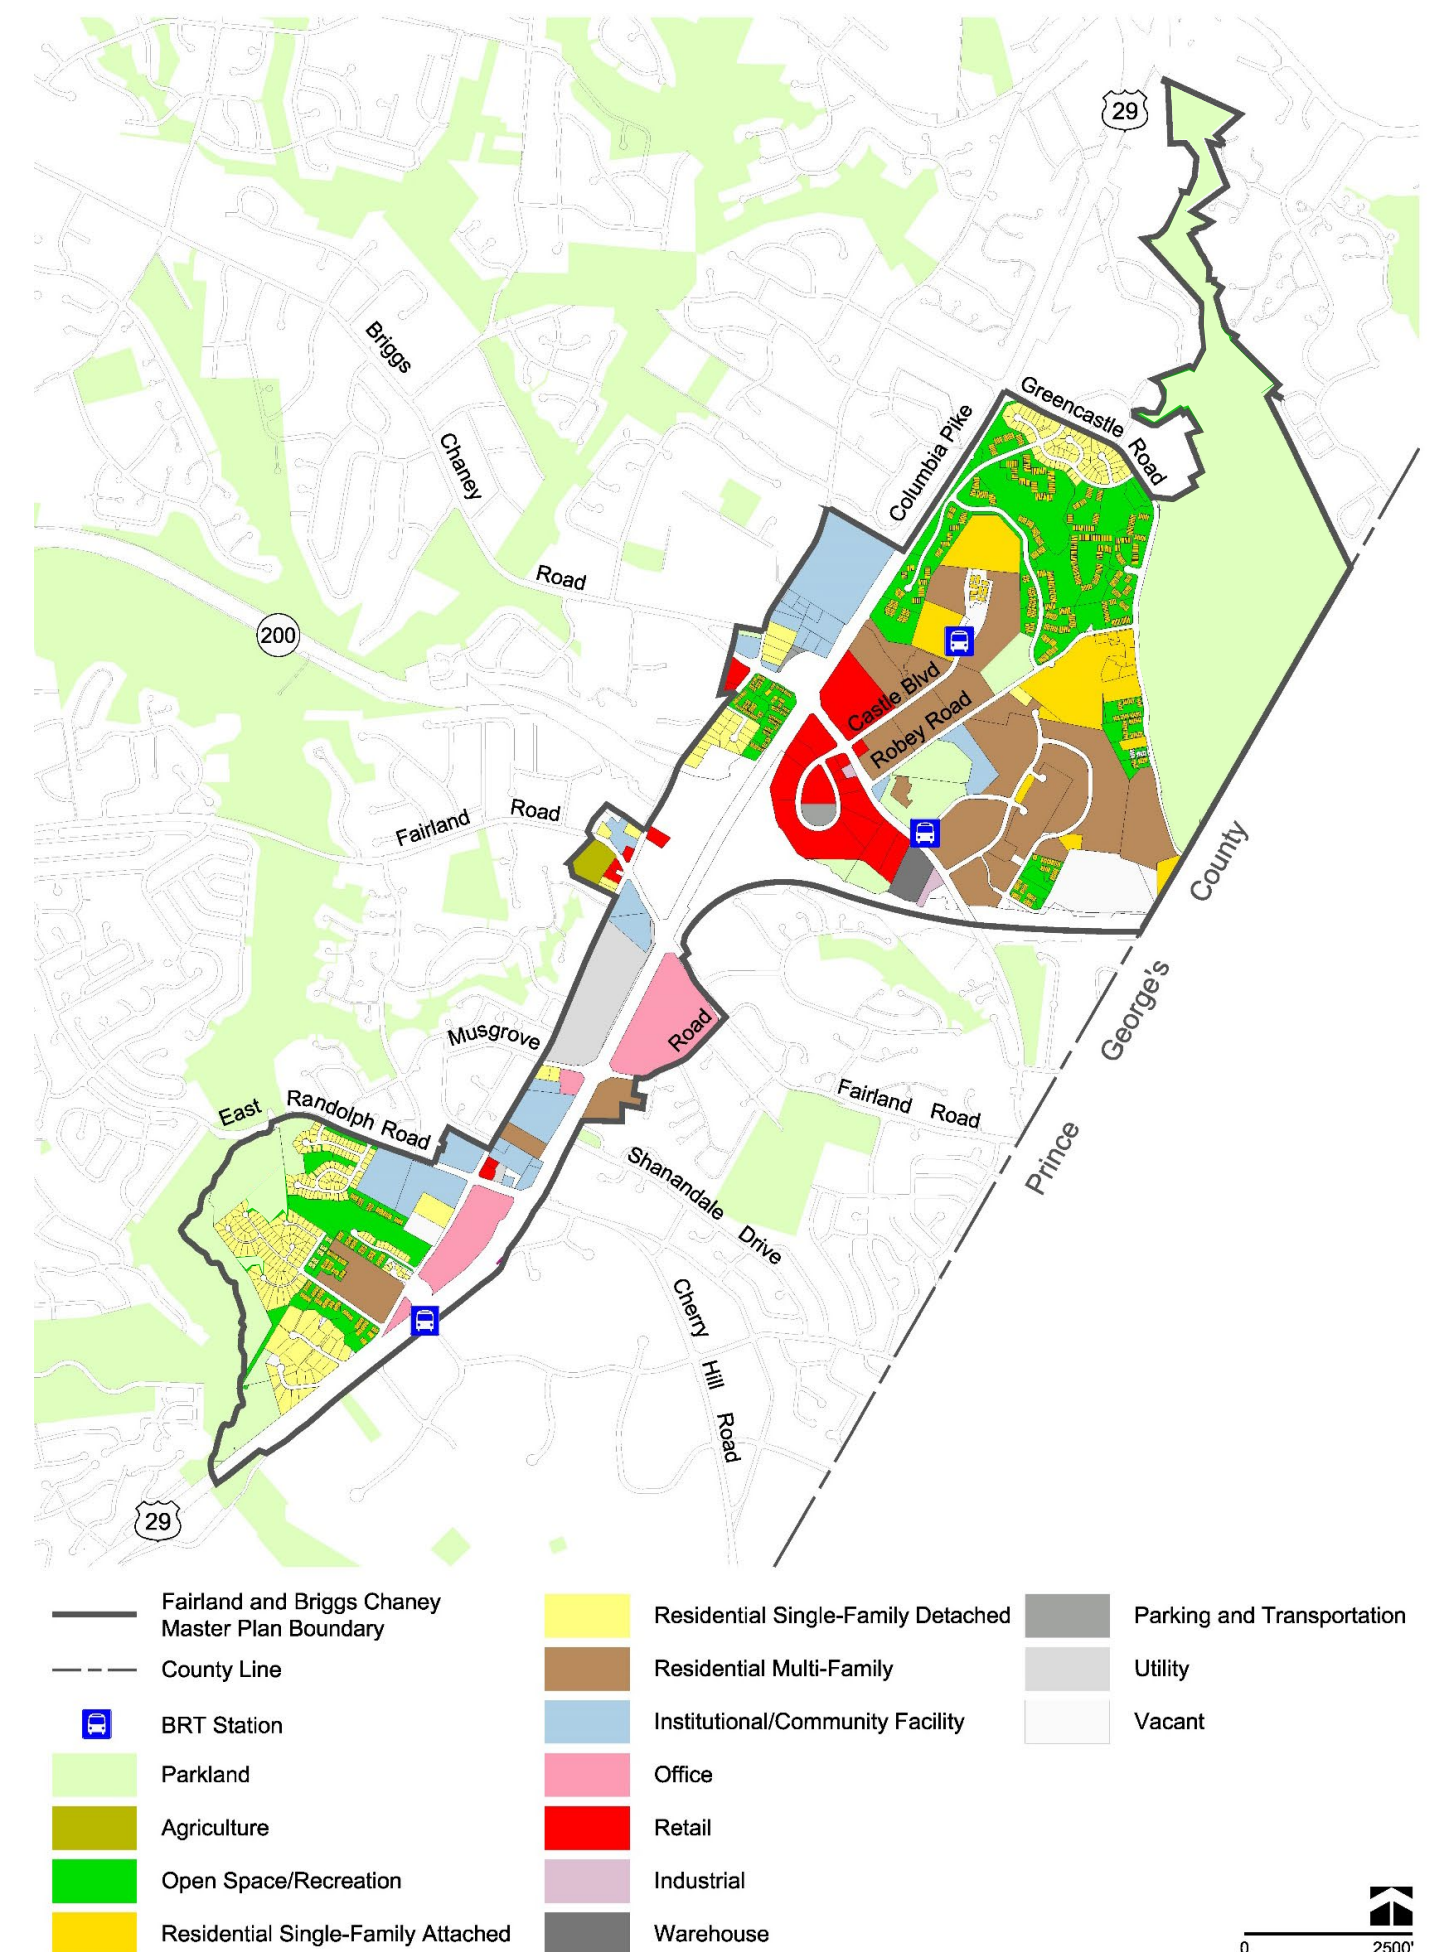 29
Greencastle
Road
Columbia Pike
Briggs
Chaney
Road
200
Castle Blvd
Robey Road
Fairland
Road
County
George's
Prince
Musgrove
Road
Fairland Road
East
Randolph Road
Shanandale
Drive
Cherry
Hill
Road
29
Fairland and Briggs Chaney
Master Plan Boundary
County Line
BRT Station
Parkland
Agriculture
Open Space/Recreation
Residential Single-Family Attached
Residential Single-Family Detached
Residential Multi-Family
Institutional/Community Facility
Office
Retail
Industrial
Warehouse
Parking and Transportation
Utility
Vacant
0 2500'